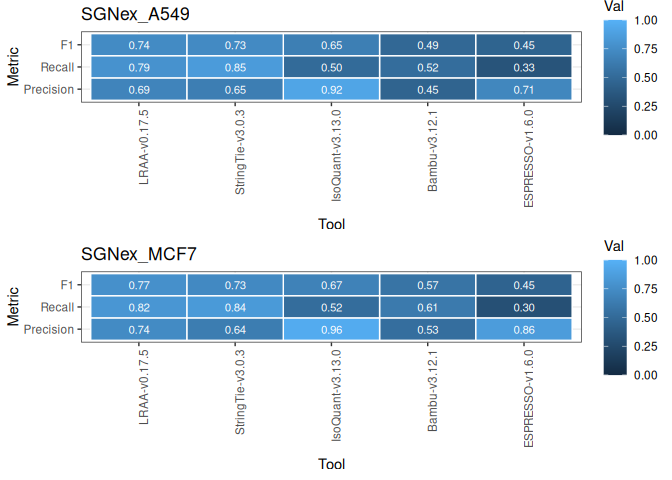 SGNex_A549
Metric
F1 0.74 0.73 0.65 0.49 0.45
Recall 0.79 0.85 0.50 0.52 0.33
Precision 0.69 0.65 0.92 0.45 0.71
LRAA-v0.17.5
StringTie-v3.0.3
IsoQuant-v3.13.0
Bambu-v3.12.1
ESPRESSO-v1.6.0
Tool
Val
1.00
0.75
0.50
0.25
0.00
SGNex_MCF7
Metric
F1 0.77 0.73 0.67 0.57 0.45
Recall 0.82 0.84 0.52 0.61 0.30
Precision 0.74 0.64 0.96 0.53 0.86
LRAA-v0.17.5
StringTie-v3.0.3
IsoQuant-v3.13.0
Bambu-v3.12.1
ESPRESSO-v1.6.0
Tool
Val
1.00
0.75
0.50
0.25
0.00